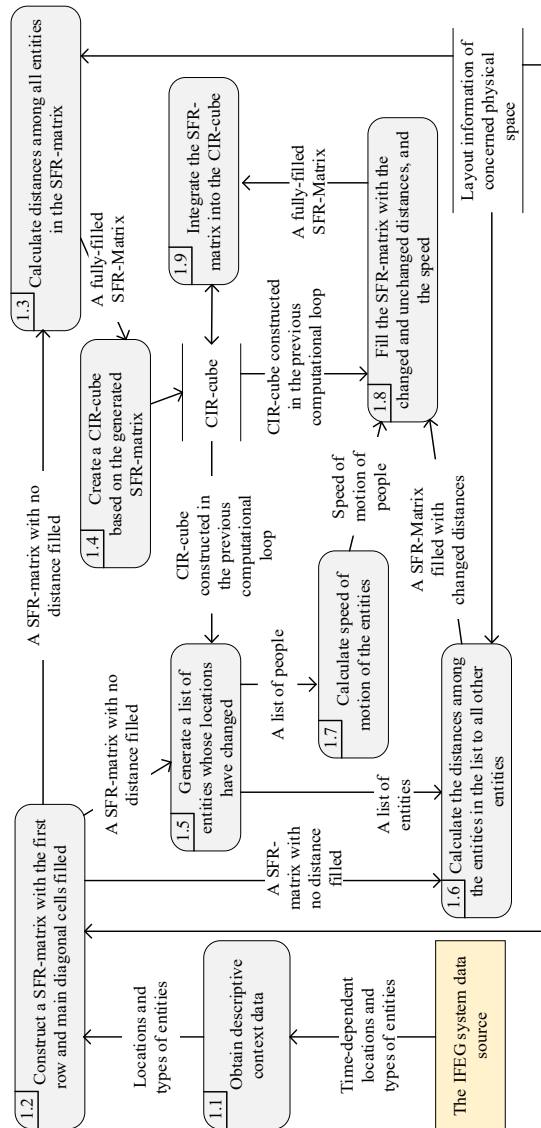 1.2
Construct a SFR-matrix with the first
row and main diagonal cells filled
A SFR-matrix with no
distance filled
1.3
Calculate distances among all entities
in the SFR-matrix
A fully-filled
SFR-Matrix
1.4
Create a CIR-cube
based on the generated
SFR-matrix
Locations and
types of entities
A SFR-matrix with no
distance filled
1.1
Obtain descriptive
context data
1.5
Generate a list of
entities whose locations
have changed
CIR-cube
constructed in
the previous
computational
loop
CIR-cube
1.9
Integrate the SFR-
matrix into the CIR-cube
A SFR-
matrix with
no distance
filled
A list of people
CIR-cube constructed
in the previous
computational loop
A fully-filled
SFR-Matrix
Time-dependent
locations and
types of entities
A list of
entities
1.7
Calculate speed of
motion of the entities
Speed of
motion of
people
1.8
Fill the SFR-matrix with the
changed and unchanged distances, and
the speed
A SFR-Matrix
filled with
changed distances
The IFEG system data
source
1.6
Calculate the distances among
the entities in the list to all other
entities
Layout information of
concerned physical
space